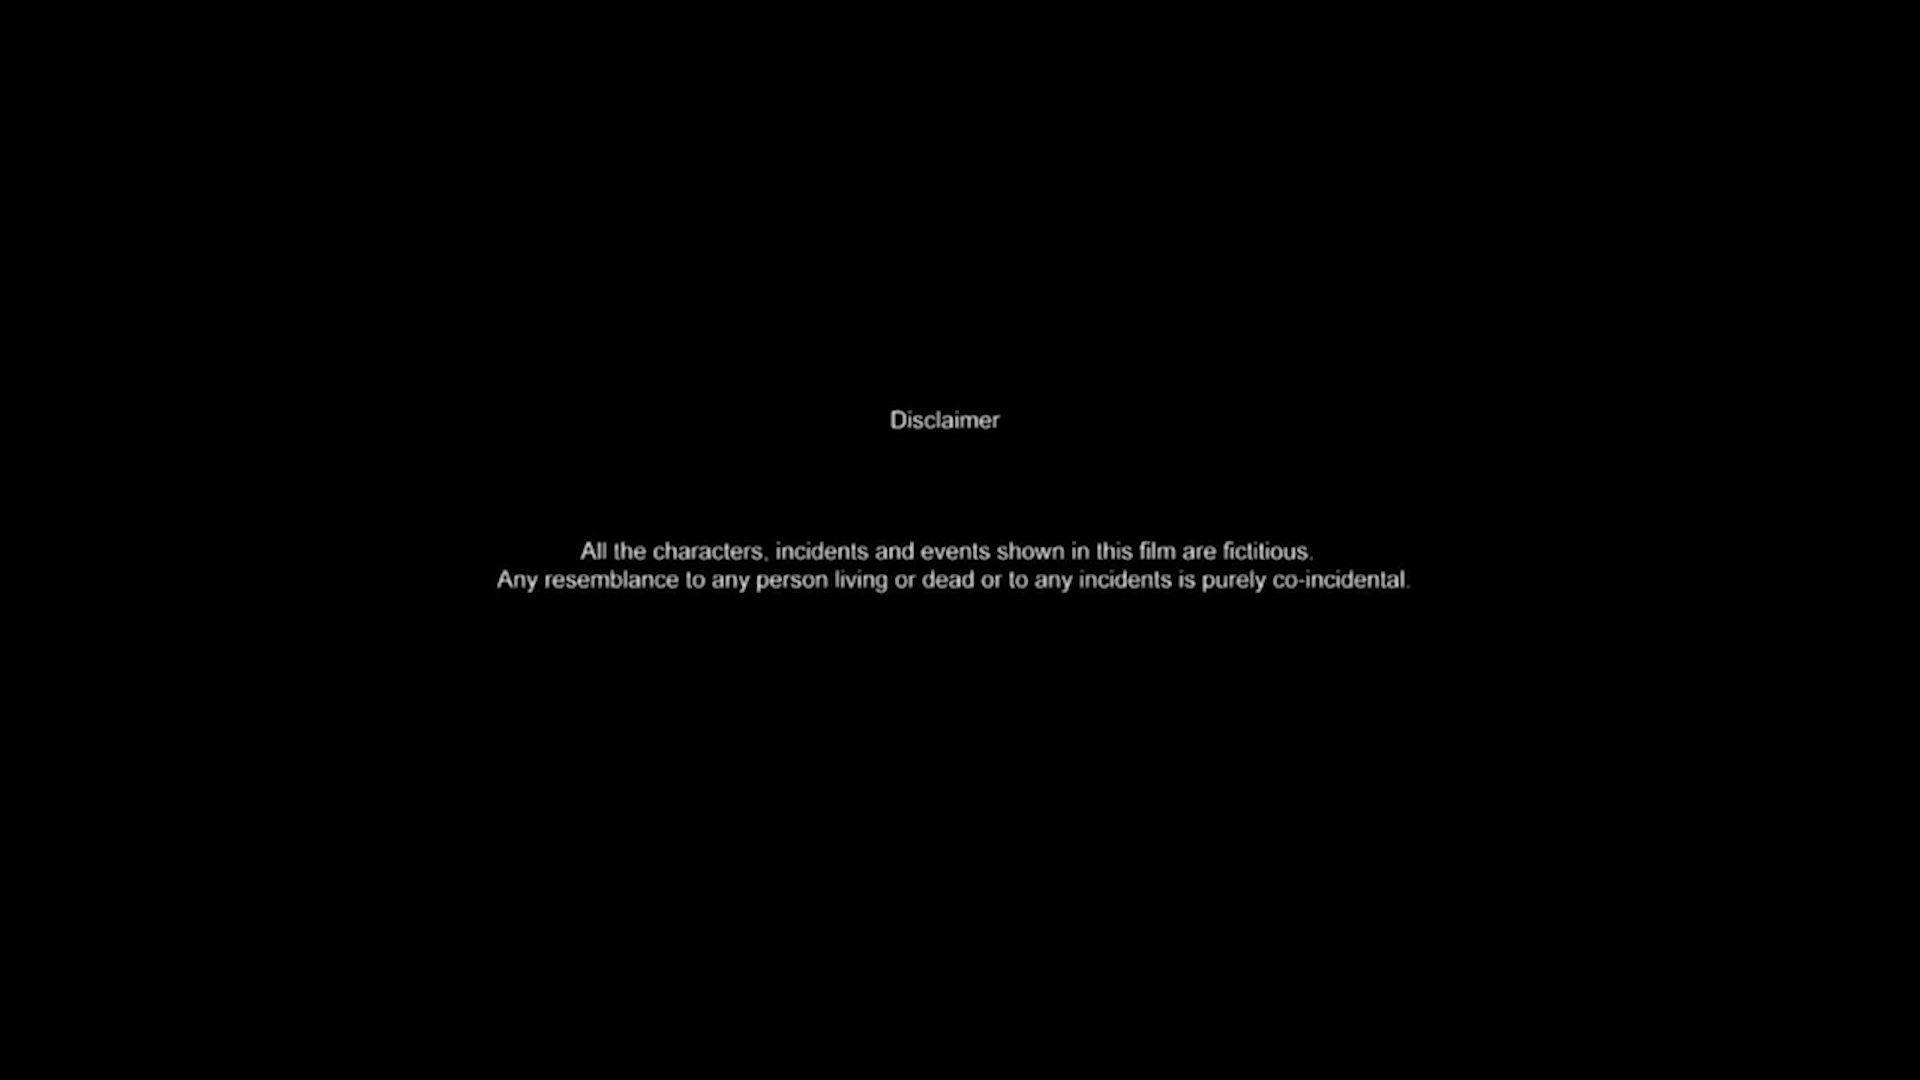 Disclaimer
All the characters, incidents and events shown in this film are fictitious.
Any resemblance to any person living or dead or to any incidents is purely co-incidental.